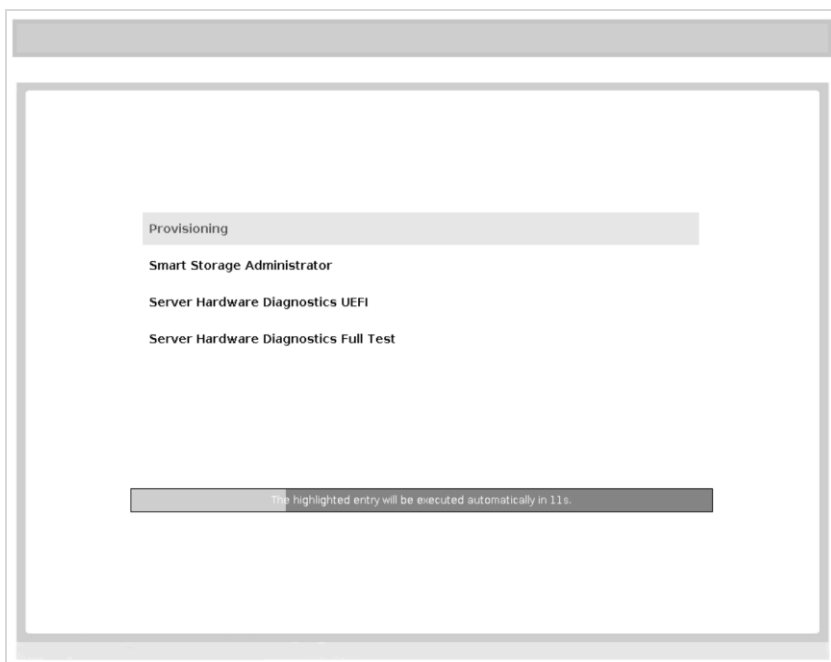 Provisioning
Smart Storage Administrator
Server Hardware Diagnostics UEFI
Server Hardware Diagnostics Full Test
The highlighted entry will be executed automatically in 11s.